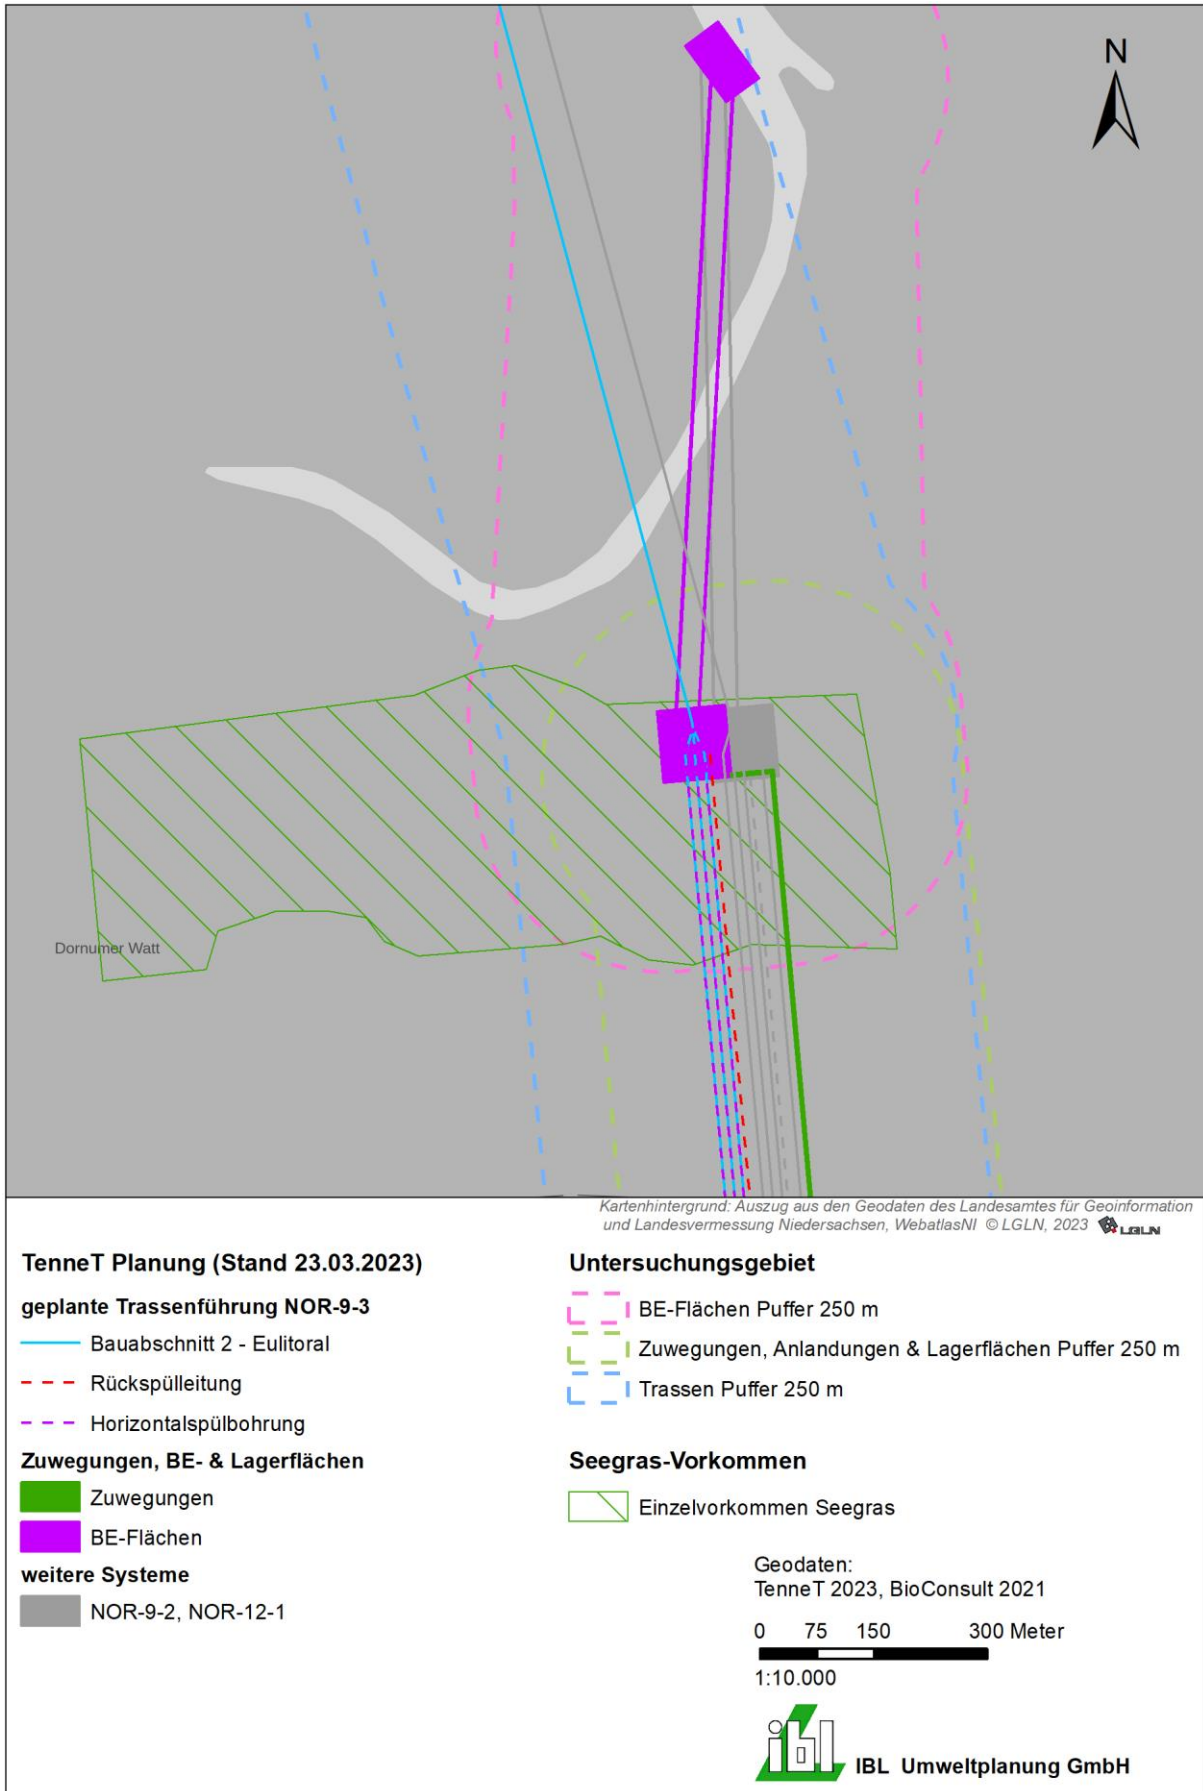 N
Dornumer Watt
Kartenhintergrund: Auszug aus den Geodaten des Landesamtes für Geoinformation
und Landesvermessung Niedersachsen, WebatlasNI © LGLN, 2023 LGLN
TenneT Planung (Stand 23.03.2023)
geplante Trassenführung NOR-9-3
Bauabschnitt 2 - Eulitoral
Rückspülleitung
Horizontalspülbohrung
Zuwegungen, BE- & Lagerflächen
Zuwegungen
BE-Flächen
weitere Systeme
NOR-9-2, NOR-12-1
Untersuchungsgebiet
BE-Flächen Puffer 250 m
Zuwegungen, Anlandungen & Lagerflächen Puffer 250 m
Trassen Puffer 250 m
Seegras-Vorkommen
Einzelvorkommen Seegras
Geodaten:
TenneT 2023, BioConsult 2021
0 75 150 300 Meter
1:10.000
ibl IBL Umweltplanung GmbH